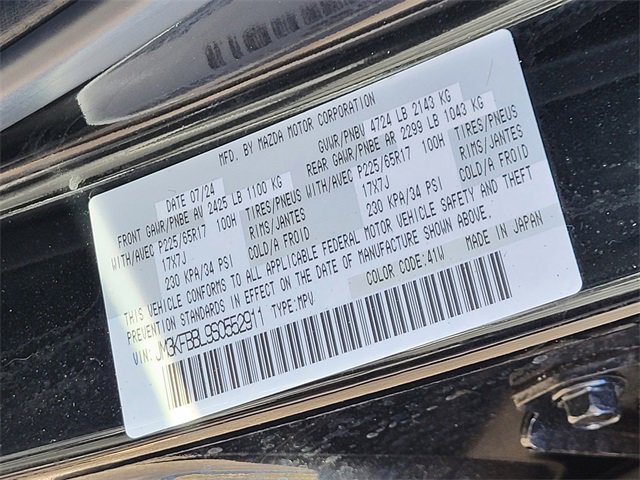 MFD. BY MAZDA MOTOR CORPORATION
DATE 07/24 GVWR/PNBV 4724 LB 2143 KG
FRONT GAWR/PNBE AV 2425 LB 1100 KG REAR GAWR/PNBE AR 2299 LB 1043 KG
WITH/AVEC P225/65R17 100H TIRES/PNEUS WITH/AVEC P225/65R17 100H TIRES/PNEUS
17X7J RIMS/JANTES 17X7J RIMS/JANTES
230 KPA/34 PSI COLD/A FROID 230 KPA/34 PSI COLD/A FROID
THIS VEHICLE CONFORMS TO ALL APPLICABLE FEDERAL MOTOR VEHICLE SAFETY AND THEFT
PREVENTION STANDARDS IN EFFECT ON THE DATE OF MANUFACTURE SHOWN ABOVE.
VIN: TYPE:MPV COLOR CODE:41W MADE IN JAPAN